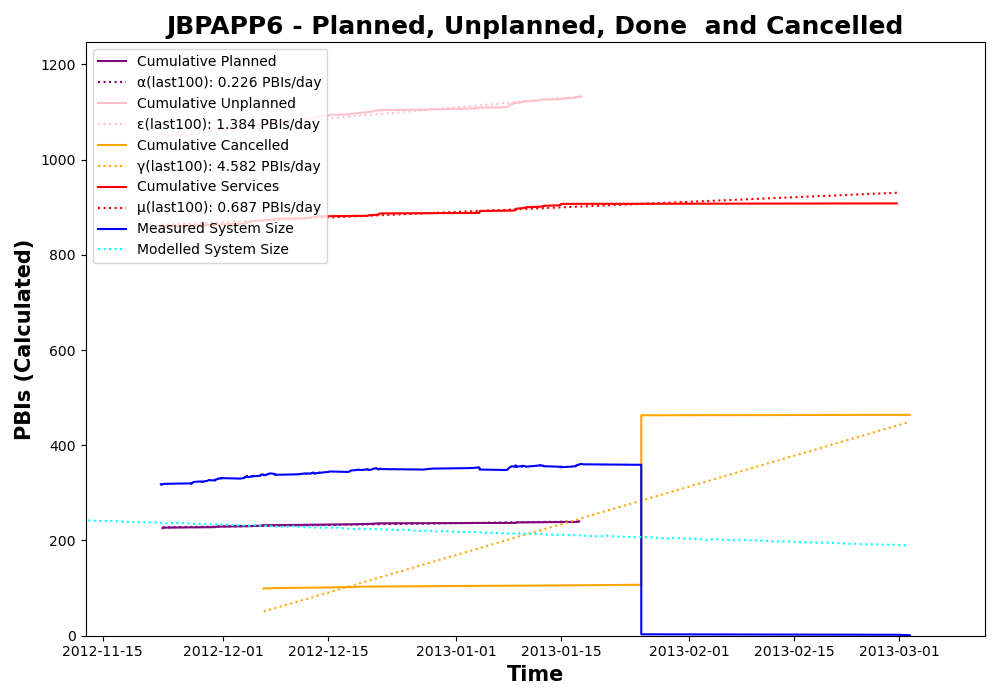 JBPAPP6 - Planned, Unplanned, Done  and Cancelled
Cumulative Planned
α(last100): 0.226 PBIs/day
Cumulative Unplanned
ε(last100): 1.384 PBIs/day
Cumulative Cancelled
γ(last100): 4.582 PBIs/day
Cumulative Services
μ(last100): 0.687 PBIs/day
Measured System Size
Modelled System Size
PBIs (Calculated)
1200
1000
800
600
400
200
0
2012-11-15
2012-12-01
2012-12-15
2013-01-01
2013-01-15
2013-02-01
2013-02-15
2013-03-01
Time